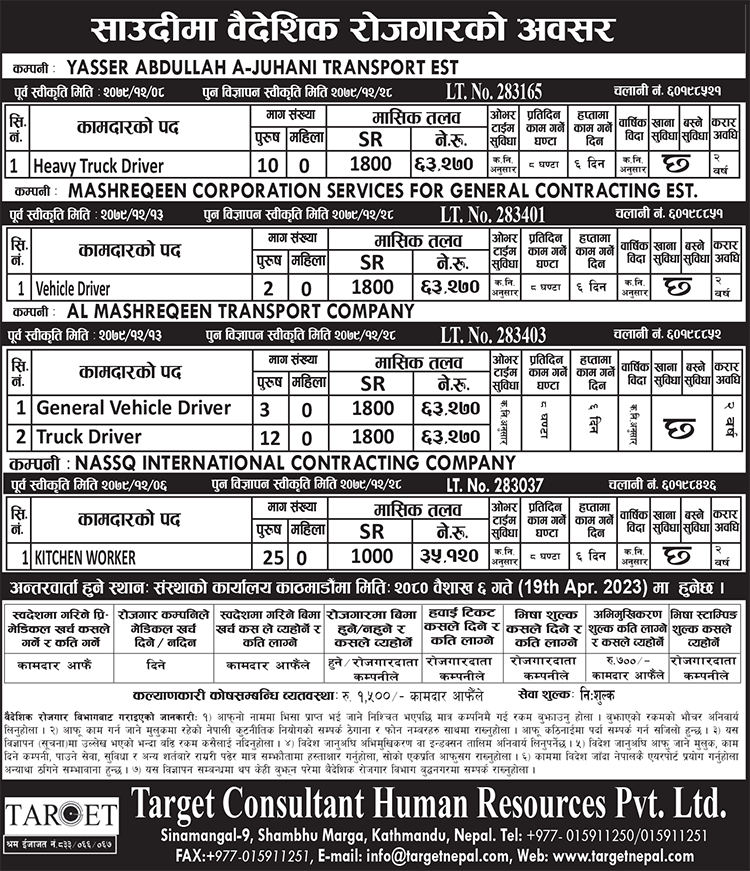 साउदीमा वैदेशिक रोजगारको अवसर
कम्पनी : YASSER ABDULLAH A-JUHANI TRANSPORT EST
पूर्व स्वीकृति मिति : २०७९/१२/०८ पुन विज्ञापन स्वीकृति मिति २०७९/१२/२८ LT. No. 283165 चलानी नं. ६०१९८५२१
सि. नं. कामदारको पद माग संख्या पुरुष महिला मासिक तलव SR ने.रू. ओभर टाईम सुविधा प्रतिदिन काम गर्ने घण्टा हप्तामा काम गर्ने दिन वार्षिक विदा खाना सुविधा बस्ने सुविधा करार अवधि
1 Heavy Truck Driver 10 0 1800 ६३,२७० क.नि. अनुसार ८ घण्टा ६ दिन क.नि. अनुसार छ २ वर्ष
कम्पनी : MASHREQEEN CORPORATION SERVICES FOR GENERAL CONTRACTING EST.
पूर्व स्वीकृति मिति : २०७९/१२/१३ पुन विज्ञापन स्वीकृति मिति २०७९/१२/२८ LT. No. 283401 चलानी नं. ६०१९८८५१
सि. नं. कामदारको पद माग संख्या पुरुष महिला मासिक तलव SR ने.रू. ओभर टाईम सुविधा प्रतिदिन काम गर्ने घण्टा हप्तामा काम गर्ने दिन वार्षिक विदा खाना सुविधा बस्ने सुविधा करार अवधि
1 Vehicle Driver 2 0 1800 ६३,२७० क.नि. अनुसार ८ घण्टा ६ दिन क.नि. अनुसार छ २ वर्ष
कम्पनी : AL MASHREQEEN TRANSPORT COMPANY
पूर्व स्वीकृति मिति : २०७९/१२/१३ पुन विज्ञापन स्वीकृति मिति २०७९/१२/२८ LT. No. 283403 चलानी नं. ६०१९८८५२
सि. नं. कामदारको पद माग संख्या पुरुष महिला मासिक तलव SR ने.रू. ओभर टाईम सुविधा प्रतिदिन काम गर्ने घण्टा हप्तामा काम गर्ने दिन वार्षिक विदा खाना सुविधा बस्ने सुविधा करार अवधि
1 General Vehicle Driver 3 0 1800 ६३,२७० क.नि.अनुसार ८ घण्टा ६ दिन क.नि.अनुसार छ २ वर्ष
2 Truck Driver 12 0 1800 ६३,२७०
कम्पनी : NASSQ INTERNATIONAL CONTRACTING COMPANY
पूर्व स्वीकृति मिति २०७९/१२/०६ पुन विज्ञापन स्वीकृति मिति २०७९/१२/२८ LT. No. 283037 चलानी नं. ६०१९८४२६
सि. नं. कामदारको पद माग संख्या पुरुष महिला मासिक तलव SR ने.रू. ओभर टाईम सुविधा प्रतिदिन काम गर्ने घण्टा हप्तामा काम गर्ने दिन वार्षिक विदा खाना सुविधा बस्ने सुविधा करार अवधि
1 KITCHEN WORKER 25 0 1000 ३५,१२० क.नि. अनुसार ८ घण्टा ६ दिन क.नि. अनुसार छ २ वर्ष
अन्तरवार्ता हुने स्थानः संस्थाको कार्यालय काठमाडौंमा मितिः २०८० वैशाख ६ गते (19th Apr. 2023) मा हुनेछ ।
स्वदेशमा गरिने प्रि-मेडिकल खर्च कसले गर्ने र कति गर्ने रोजगार कम्पनिले मेडिकल खर्च दिने / नदिन स्वदेशमा गरिने बिमा खर्च कस ले व्यहोर्ने र कति लाग्ने रोजगारमा बिमा हुने/नहुने र कसले व्यहोर्ने हवाई टिकट कसले दिने र कति लाग्ने भिषा शुल्क कसले दिने र कति लाग्ने अभिमुखिकरण शुल्क कति लाग्ने र कसले व्यहोर्ने भिषा स्टाम्पिङ शुल्क कसले व्यहोर्ने
कामदार आफैं दिने कामदार आफैंले हुने/रोजगारदाता कम्पनीले रोजगारदाता कम्पनीले रोजगारदाता कम्पनीले रु.७००/- कामदार आफैंले रोजगारदाता कम्पनीले
कल्याणकारी कोषसम्बन्धि व्यवस्थाः रु. १,५००/- कामदार आफैंले सेवा शुल्कः निःशुल्क
वैदेशिक रोजगार विभागबाट गराइएको जानकारी: १) आफ्नो नाममा भिसा प्राप्त भई जाने निश्चित भएपछि मात्र कम्पनिमै गई रकम बुझाउनु होला । बुझाएको रकमको भौचर अनिवार्य
लिनुहोला । २) आफू काम गर्न जाने मुलुकमा रहेको नेपाली कुटनीतिक नियोगको सम्पर्क ठेगाना र फोन नम्बरहरु साथमा राख्नुहोला । आफू कठिनाईमा पर्दा सम्पर्क गर्न सजिलो हुन्छ । ३) यस
विज्ञापन (सूचना)मा उल्लेख भएको भन्दा बढि रकम कसैलाई नदिनुहोला । ४) विदेश जानुअघि अभिमुखिकरण वा इन्डक्सन तालिम अनिवार्य लिनुपर्नेछ । ५) विदेश जानुअघि आफु जाने मुलुक, काम
दिने कम्पनी, पाउने सेवा, सुविधा र अन्य शर्तबारे राम्ररी पढेर मात्र सम्झौतामा हस्ताक्षर गर्नुहोला, सोको एकप्रति आफुसग राख्नुहोला । ६) काममा विदेश जाँदा नेपालकै एयरपोर्ट प्रयोग गर्नुहोला
अन्यथा ठगिने सम्भावना हुन्छ । ७) यस विज्ञापन सम्बन्धमा थप केही बुझ्न परेमा वैदेशिक रोजगार विभाग बुद्धनगरमा सम्पर्क राख्नुहोला ।
TARGET
श्रम ईजाजत नं.८३३/०६६/०६७
Target Consultant Human Resources Pvt. Ltd.
Sinamangal-9, Shambhu Marga, Kathmandu, Nepal. Tel: +977- 015911250/015911251
FAX:+977-015911251, E-mail: info@targetnepal.com, Web: www.targetnepal.com